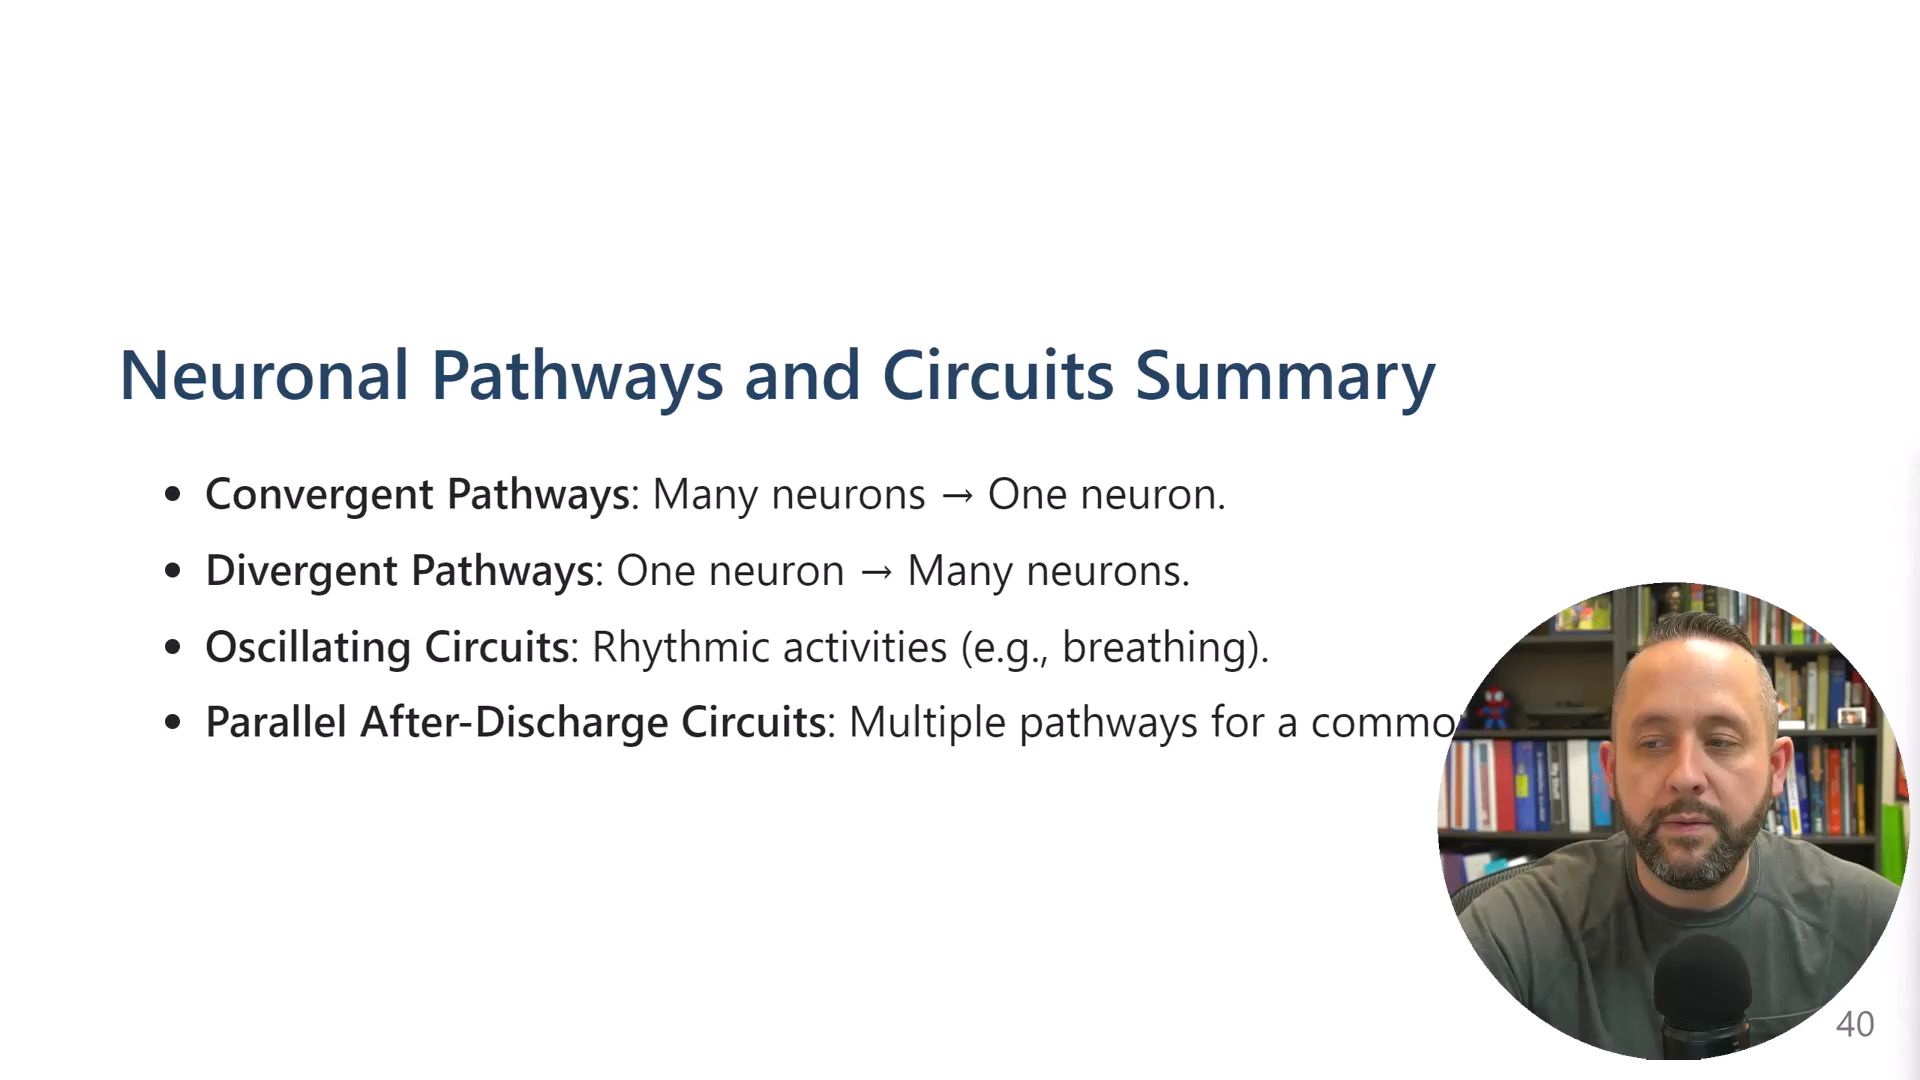 Neuronal Pathways and Circuits Summary
• Convergent Pathways: Many neurons → One neuron.
• Divergent Pathways: One neuron → Many neurons.
• Oscillating Circuits: Rhythmic activities (e.g., breathing).
• Parallel After-Discharge Circuits: Multiple pathways for a commo
40